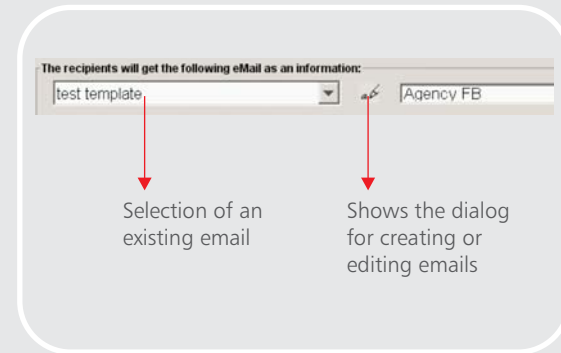 The recipients will get the following eMail as an information:
test template
Agency FB
Selection of an
existing email
Shows the dialog
for creating or
editing emails